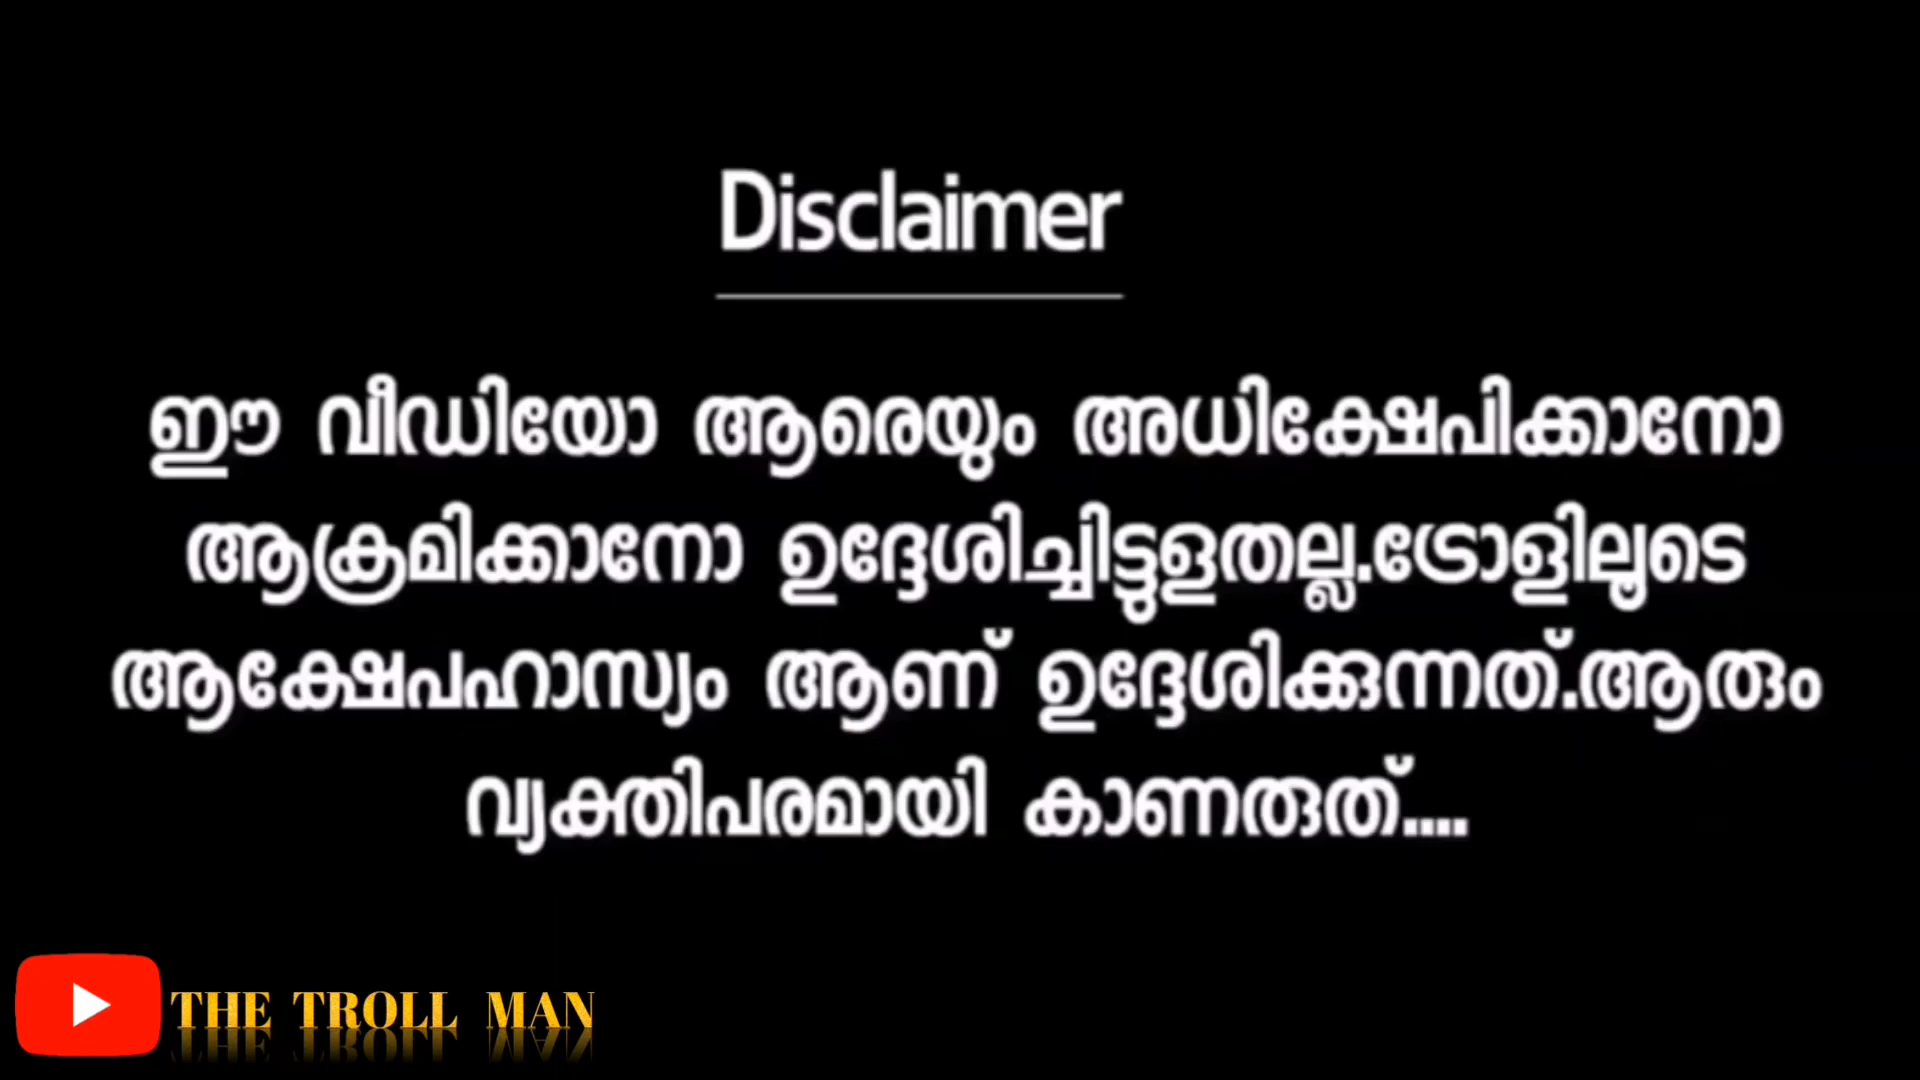 Disclaimer
ഈ വീഡിയോ ആരെയും അധിക്ഷേപിക്കാനോ
ആക്രമിക്കാനോ ഉദ്ദേശിച്ചിട്ടുളതല്ല.ട്രോളിലൂടെ
ആക്ഷേപഹാസ്യം ആണ് ഉദ്ദേശിക്കുന്നത്.ആരും
വ്യക്തിപരമായി കാണരുത്....
THE TROLL MAN